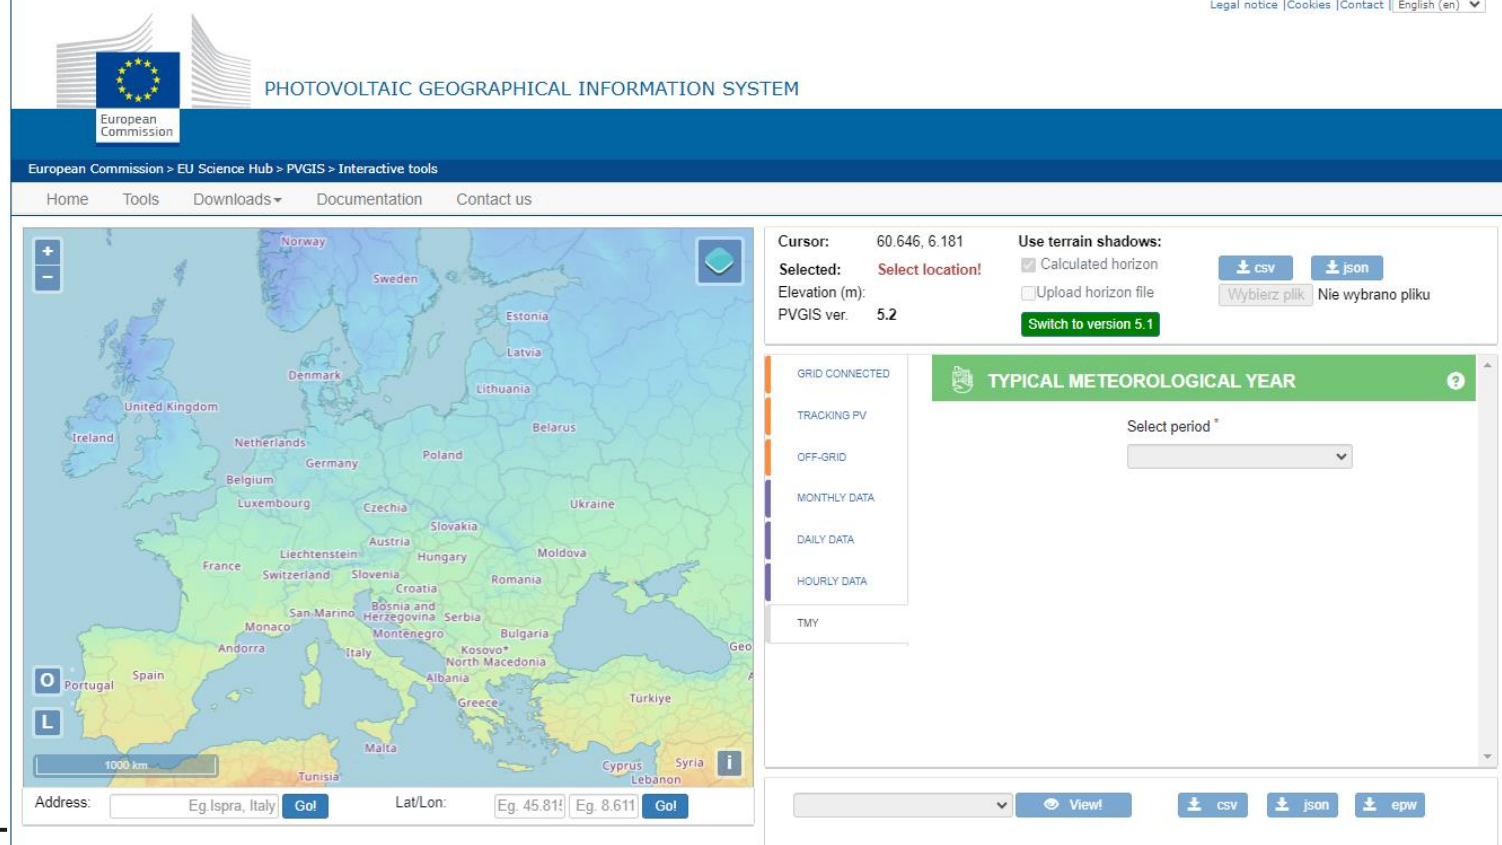 Legal notice |Cookies |Contact | English (en)
PHOTOVOLTAIC GEOGRAPHICAL INFORMATION SYSTEM
European
Commission
European Commission > EU Science Hub > PVGIS > Interactive tools
Home Tools Downloads Documentation Contact us
+
−
Norway
Sweden
Estonia
Latvia
Denmark
Lithuania
United Kingdom
Ireland
Belarus
Netherlands
Poland
Germany
Belgium
Luxembourg
Czechia
Ukraine
Slovakia
Austria
Liechtenstein
Hungary
Moldova
France
Switzerland
Slovenia
Romania
Croatia
San Marino
Bosnia and
Herzegovina
Serbia
Monaco
Montenegro
Bulgaria
Andorra
Italy
Kosovo*
Geo
North Macedonia
Albania
O
Portugal
Spain
Greece
Türkiye
L
Malta
1000 km
Tunisia
Cyprus
Syria
i
Lebanon
Address: Eg.Ispra, Italy Go!
Lat/Lon: Eg. 45.815 Eg. 8.611 Go!
Cursor: 60.646, 6.181
Selected: Select location!
Elevation (m):
PVGIS ver. 5.2
Use terrain shadows:
Calculated horizon
Upload horizon file
Switch to version 5.1
csv json
Wybierz plik Nie wybrano pliku
GRID CONNECTED
TRACKING PV
OFF-GRID
MONTHLY DATA
DAILY DATA
HOURLY DATA
TMY
TYPICAL METEOROLOGICAL YEAR ?
Select period *
View! csv json epw